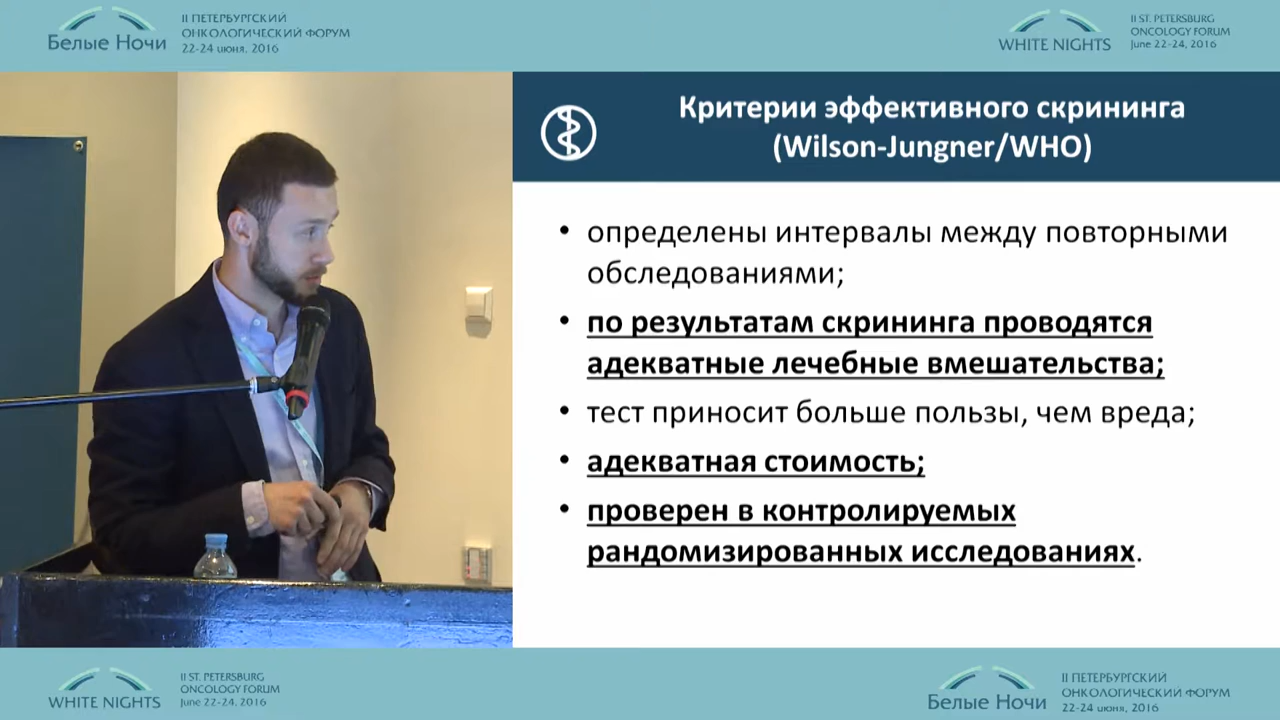 Белые Ночи
II ПЕТЕРБУРГСКИЙ
ОНКОЛОГИЧЕСКИЙ ФОРУМ
22-24 июня, 2016
WHITE NIGHTS
II ST. PETERSBURG
ONCOLOGY FORUM
June 22-24, 2016
Критерии эффективного скрининга
(Wilson-Jungner/WHO)
• определены интервалы между повторными
обследованиями;
• по результатам скрининга проводятся
адекватные лечебные вмешательства;
• тест приносит больше пользы, чем вреда;
• адекватная стоимость;
• проверен в контролируемых
рандомизированных исследованиях.
WHITE NIGHTS
II ST. PETERSBURG
ONCOLOGY FORUM
June 22-24, 2016
Белые Ночи
II ПЕТЕРБУРГСКИЙ
ОНКОЛОГИЧЕСКИЙ ФОРУМ
22-24 июня, 2016